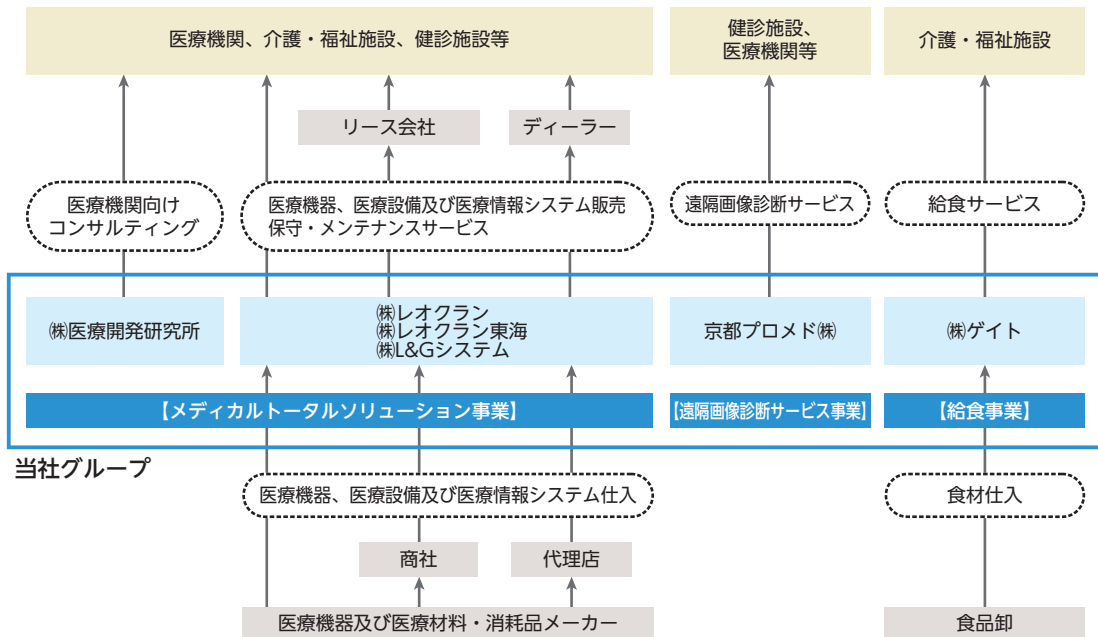 医療機関、介護・福祉施設、健診施設等
健診施設、
医療機関等
介護・福祉施設
リース会社
ディーラー
医療機関向け
コンサルティング
医療機器、医療設備及び医療情報システム販売
保守・メンテナンスサービス
遠隔画像診断サービス
給食サービス
㈱医療開発研究所
㈱レオクラン
㈱レオクラン東海
㈱L&Gシステム
京都プロメド㈱
㈱ゲイト
【メディカルトータルソリューション事業】
【遠隔画像診断サービス事業】
【給食事業】
当社グループ
医療機器、医療設備及び医療情報システム仕入
食材仕入
商社
代理店
医療機器及び医療材料・消耗品メーカー
食品卸